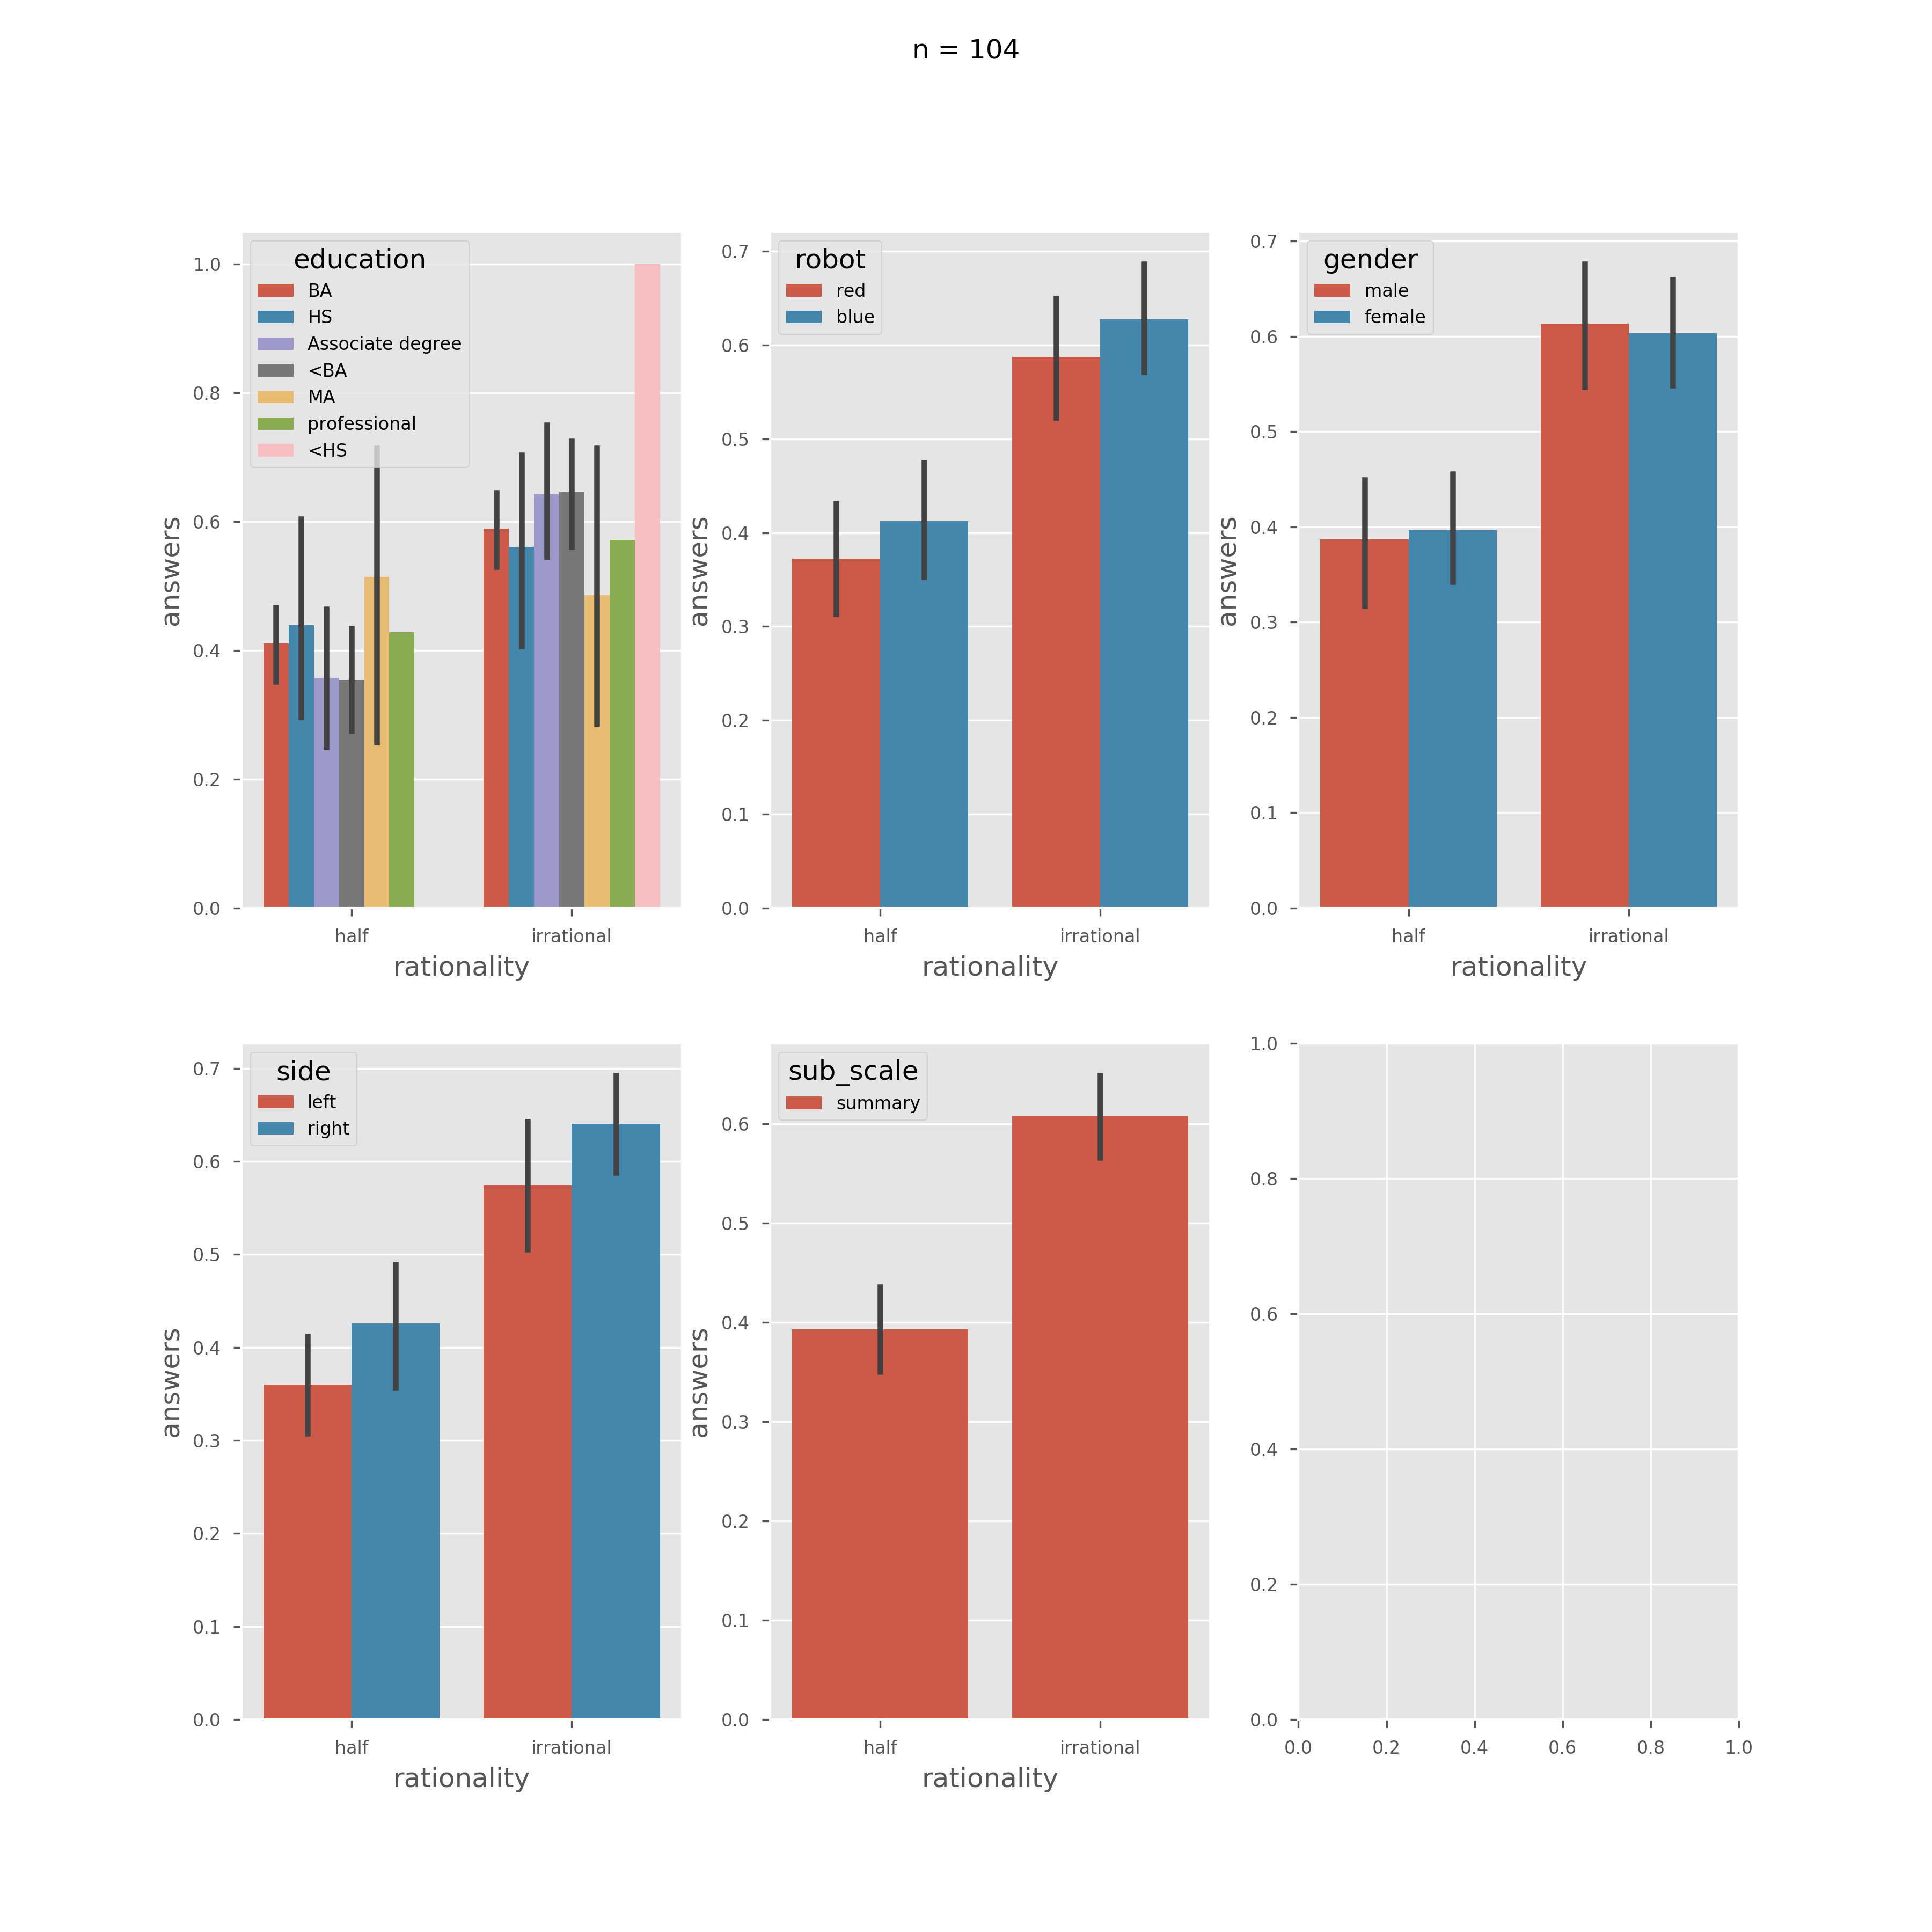 n = 104
education
BA
HS
Associate degree
<BA
MA
professional
<HS
1.0
0.8
0.6
0.4
0.2
0.0
answers
half irrational
rationality
robot
red
blue
0.7
0.6
0.5
0.4
0.3
0.2
0.1
0.0
answers
half irrational
rationality
gender
male
female
0.7
0.6
0.5
0.4
0.3
0.2
0.1
0.0
answers
half irrational
rationality
side
left
right
0.7
0.6
0.5
0.4
0.3
0.2
0.1
0.0
answers
half irrational
rationality
sub_scale
summary
0.6
0.5
0.4
0.3
0.2
0.1
0.0
answers
half irrational
rationality
1.0
0.8
0.6
0.4
0.2
0.0
0.0 0.2 0.4 0.6 0.8 1.0